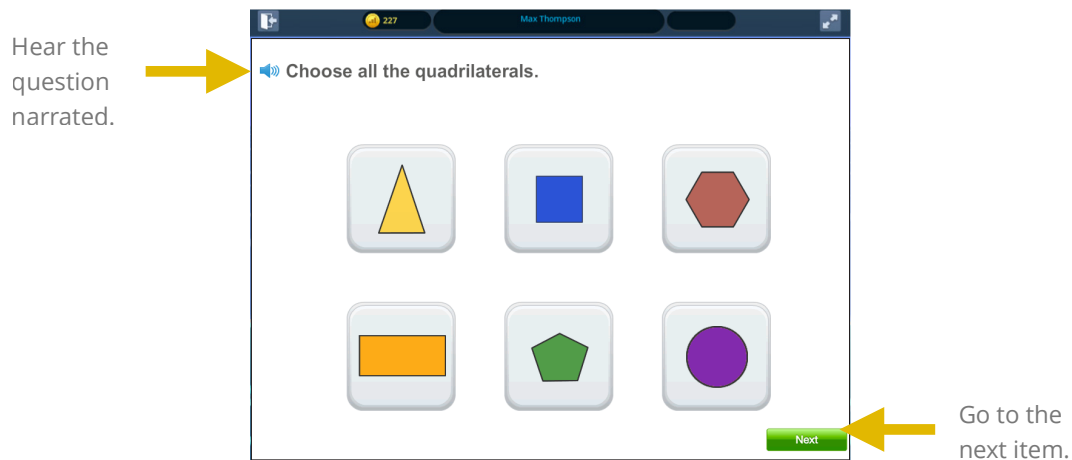 227
Max Thompson
Hear the
question
narrated.
Choose all the quadrilaterals.
Next
Go to the
next item.